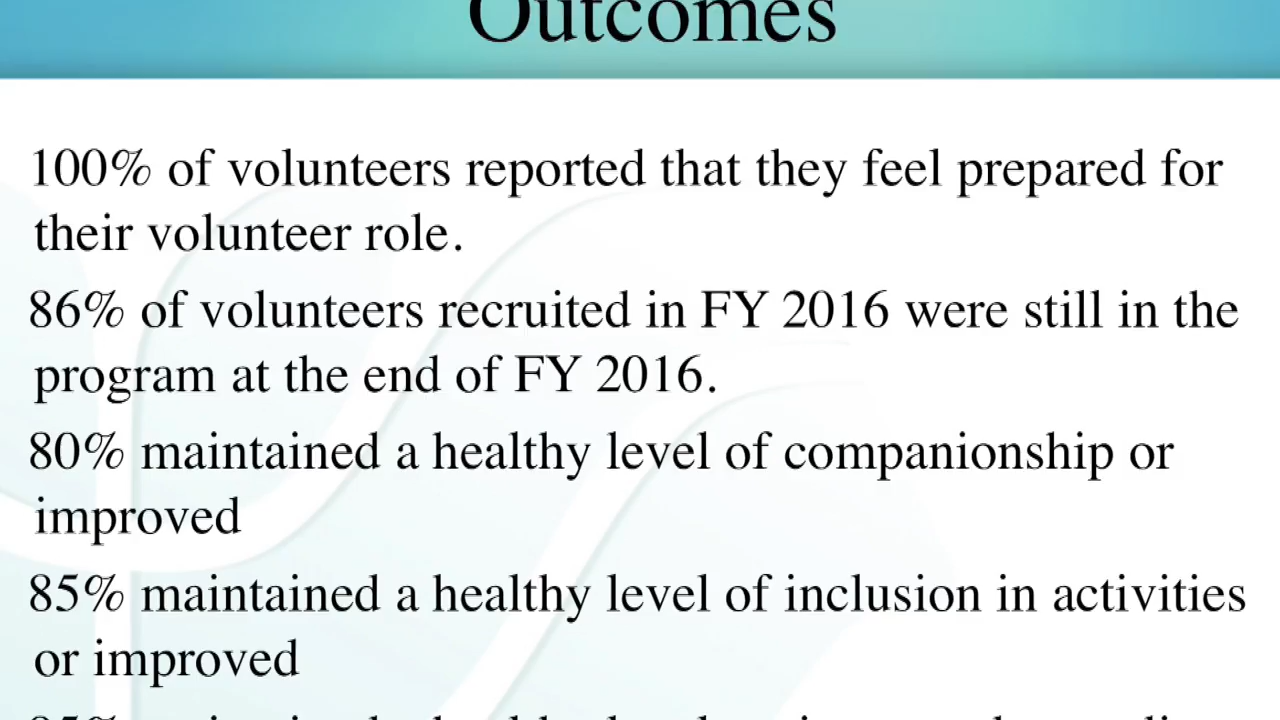 Outcomes
100% of volunteers reported that they feel prepared for
their volunteer role.
86% of volunteers recruited in FY 2016 were still in the
program at the end of FY 2016.
80% maintained a healthy level of companionship or
improved
85% maintained a healthy level of inclusion in activities
or improved